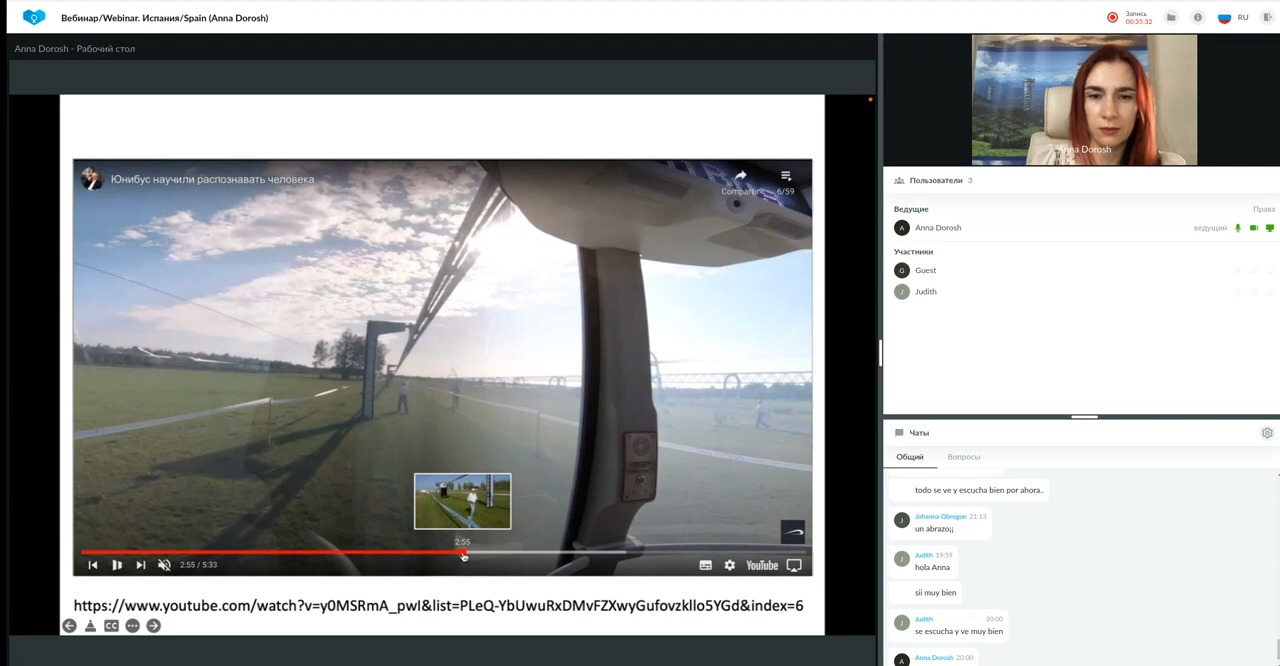 Вебинар/Webinar. Испания/Spain (Anna Dorosh)
Запись
00:35:32
RU
Anna Dorosh - Рабочий стол
Юнибус научили распознавать человека
Compartir
6/59
2:55
2:55 / 5:33
YouTube
https://www.youtube.com/watch?v=y0MSRmA_pwI&list=PLeQ-YbUwuRxDMvFZXwyGufovzkllo5YGd&index=6
CC
Anna Dorosh
Пользователи 3
Ведущие
Права
A
Anna Dorosh
ведущий
Участники
G
Guest
J
Judith
Чаты
Общий
Вопросы
todo se ve y escucha bien por ahora..
J
Johanna Obregon 21:13
un abrazo¡¡
J
Judith 19:59
hola Anna
sii muy bien
J
Judith 20:00
se escucha y ve muy bien
A
Anna Dorosh 20:00